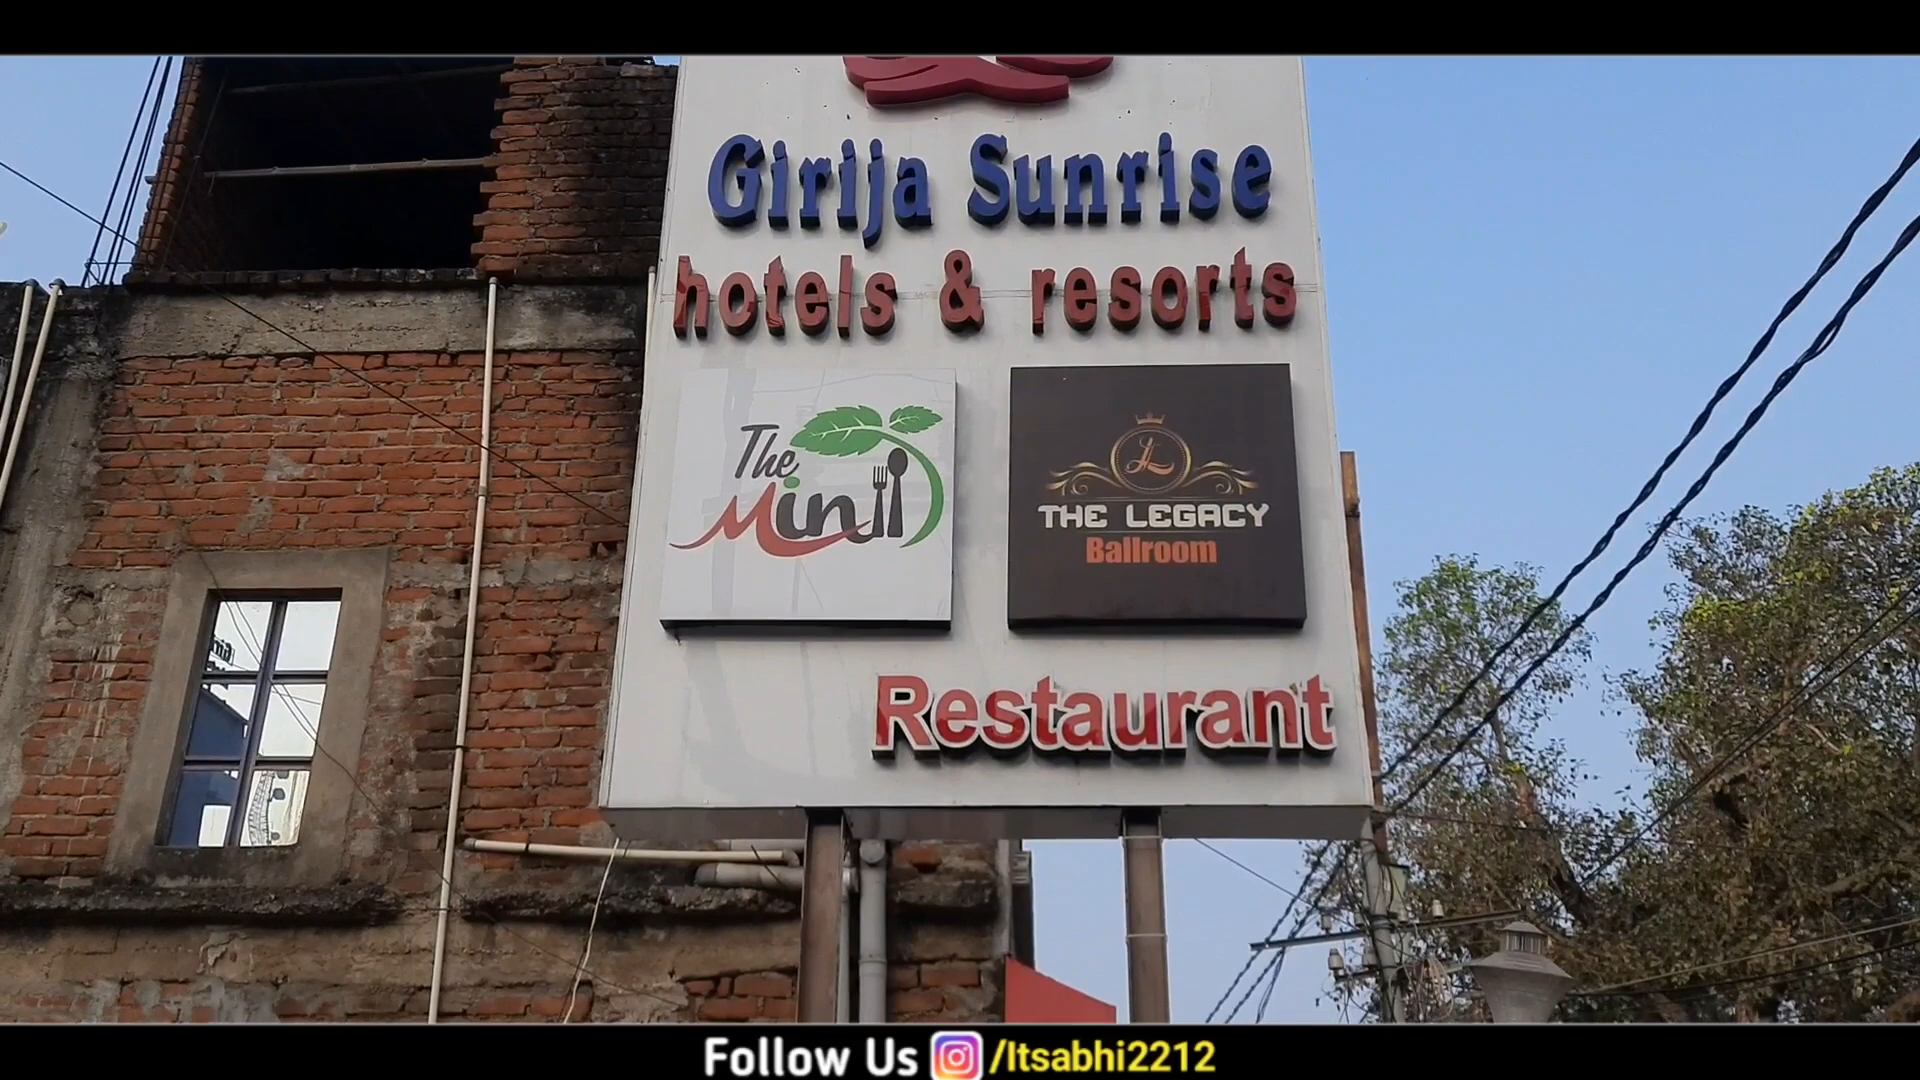 Girija Sunrise
hotels & resorts
The
Mint
L
THE LEGACY
Ballroom
Restaurant
Follow Us /Itsabhi2212